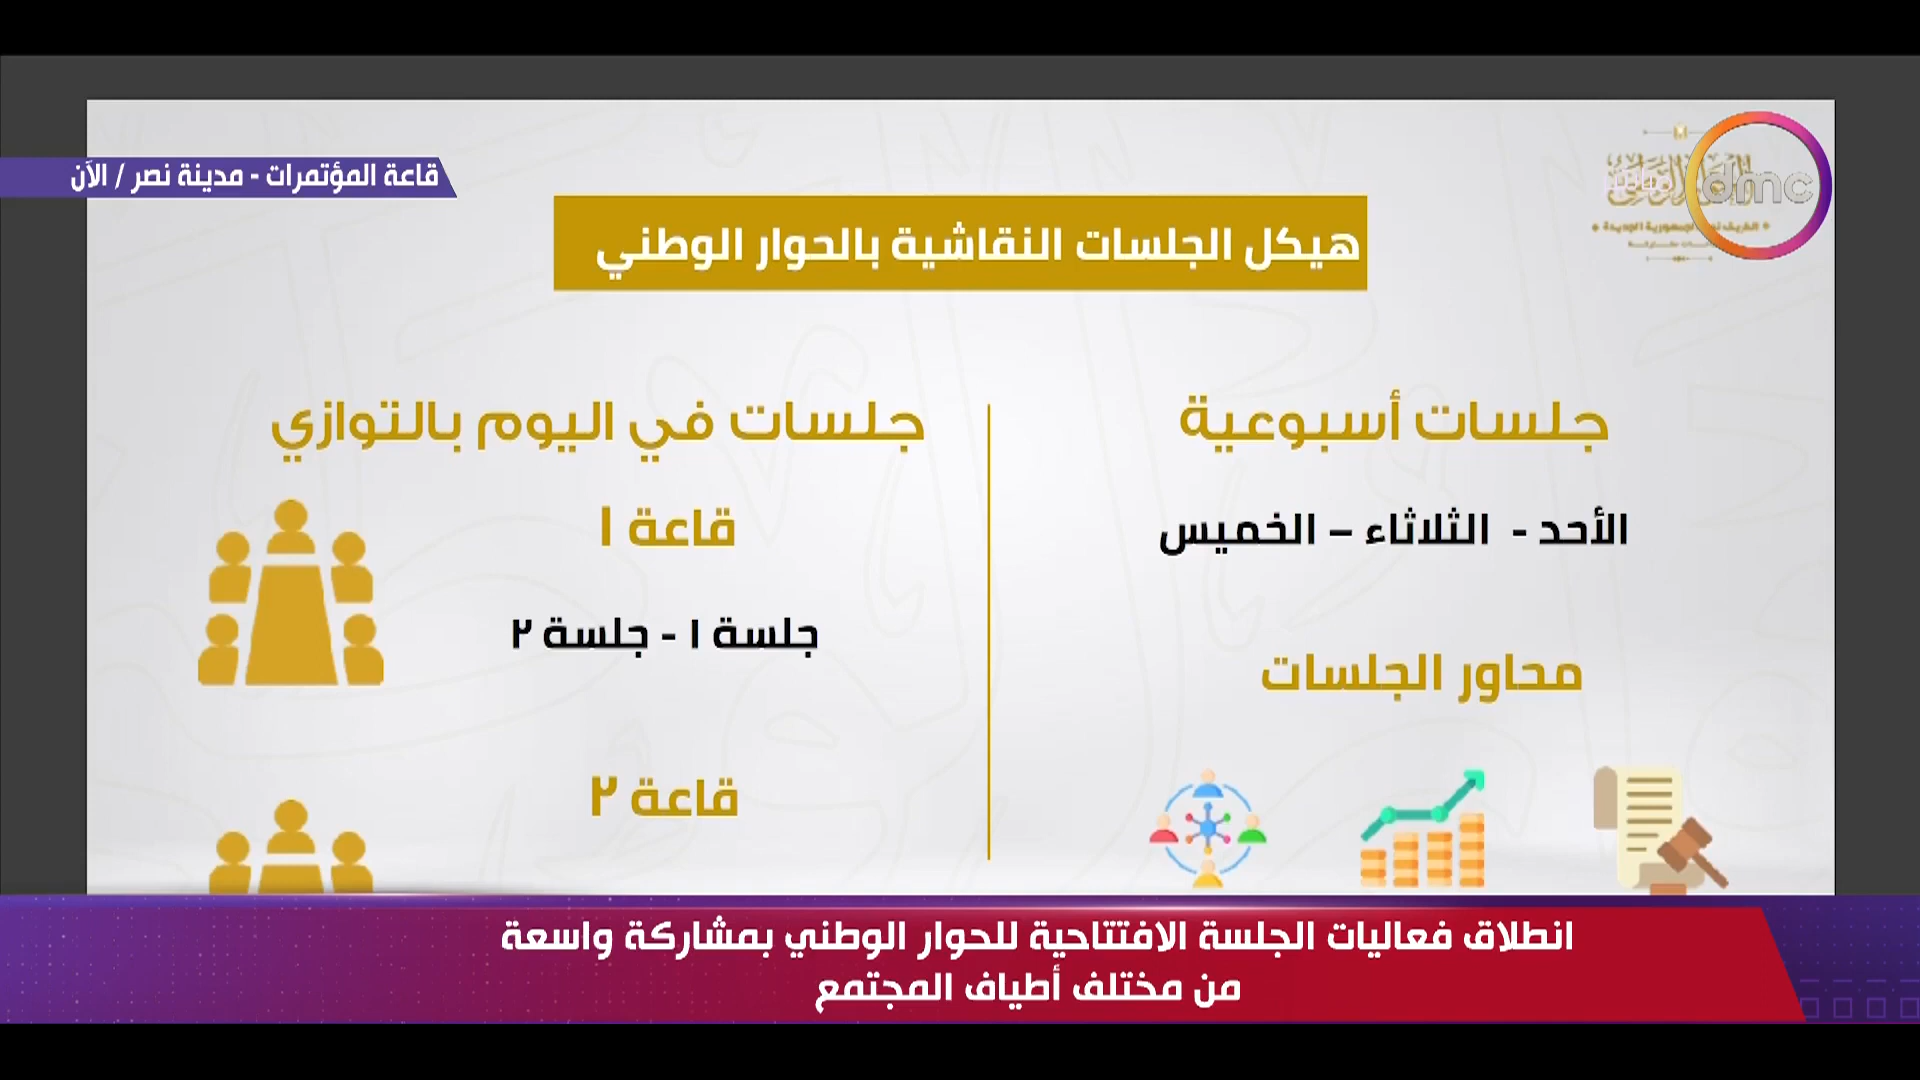 قاعة المؤتمرات - مدينة نصر / الآن
dmc
هيكل الجلسات النقاشية بالحوار الوطني
جلسات أسبوعية
الأحد - الثلاثاء – الخميس
محاور الجلسات
جلسات في اليوم بالتوازي
قاعة ١
جلسة ١ - جلسة ٢
قاعة ٢
انطلاق فعاليات الجلسة الافتتاحية للحوار الوطني بمشاركة واسعة
من مختلف أطياف المجتمع